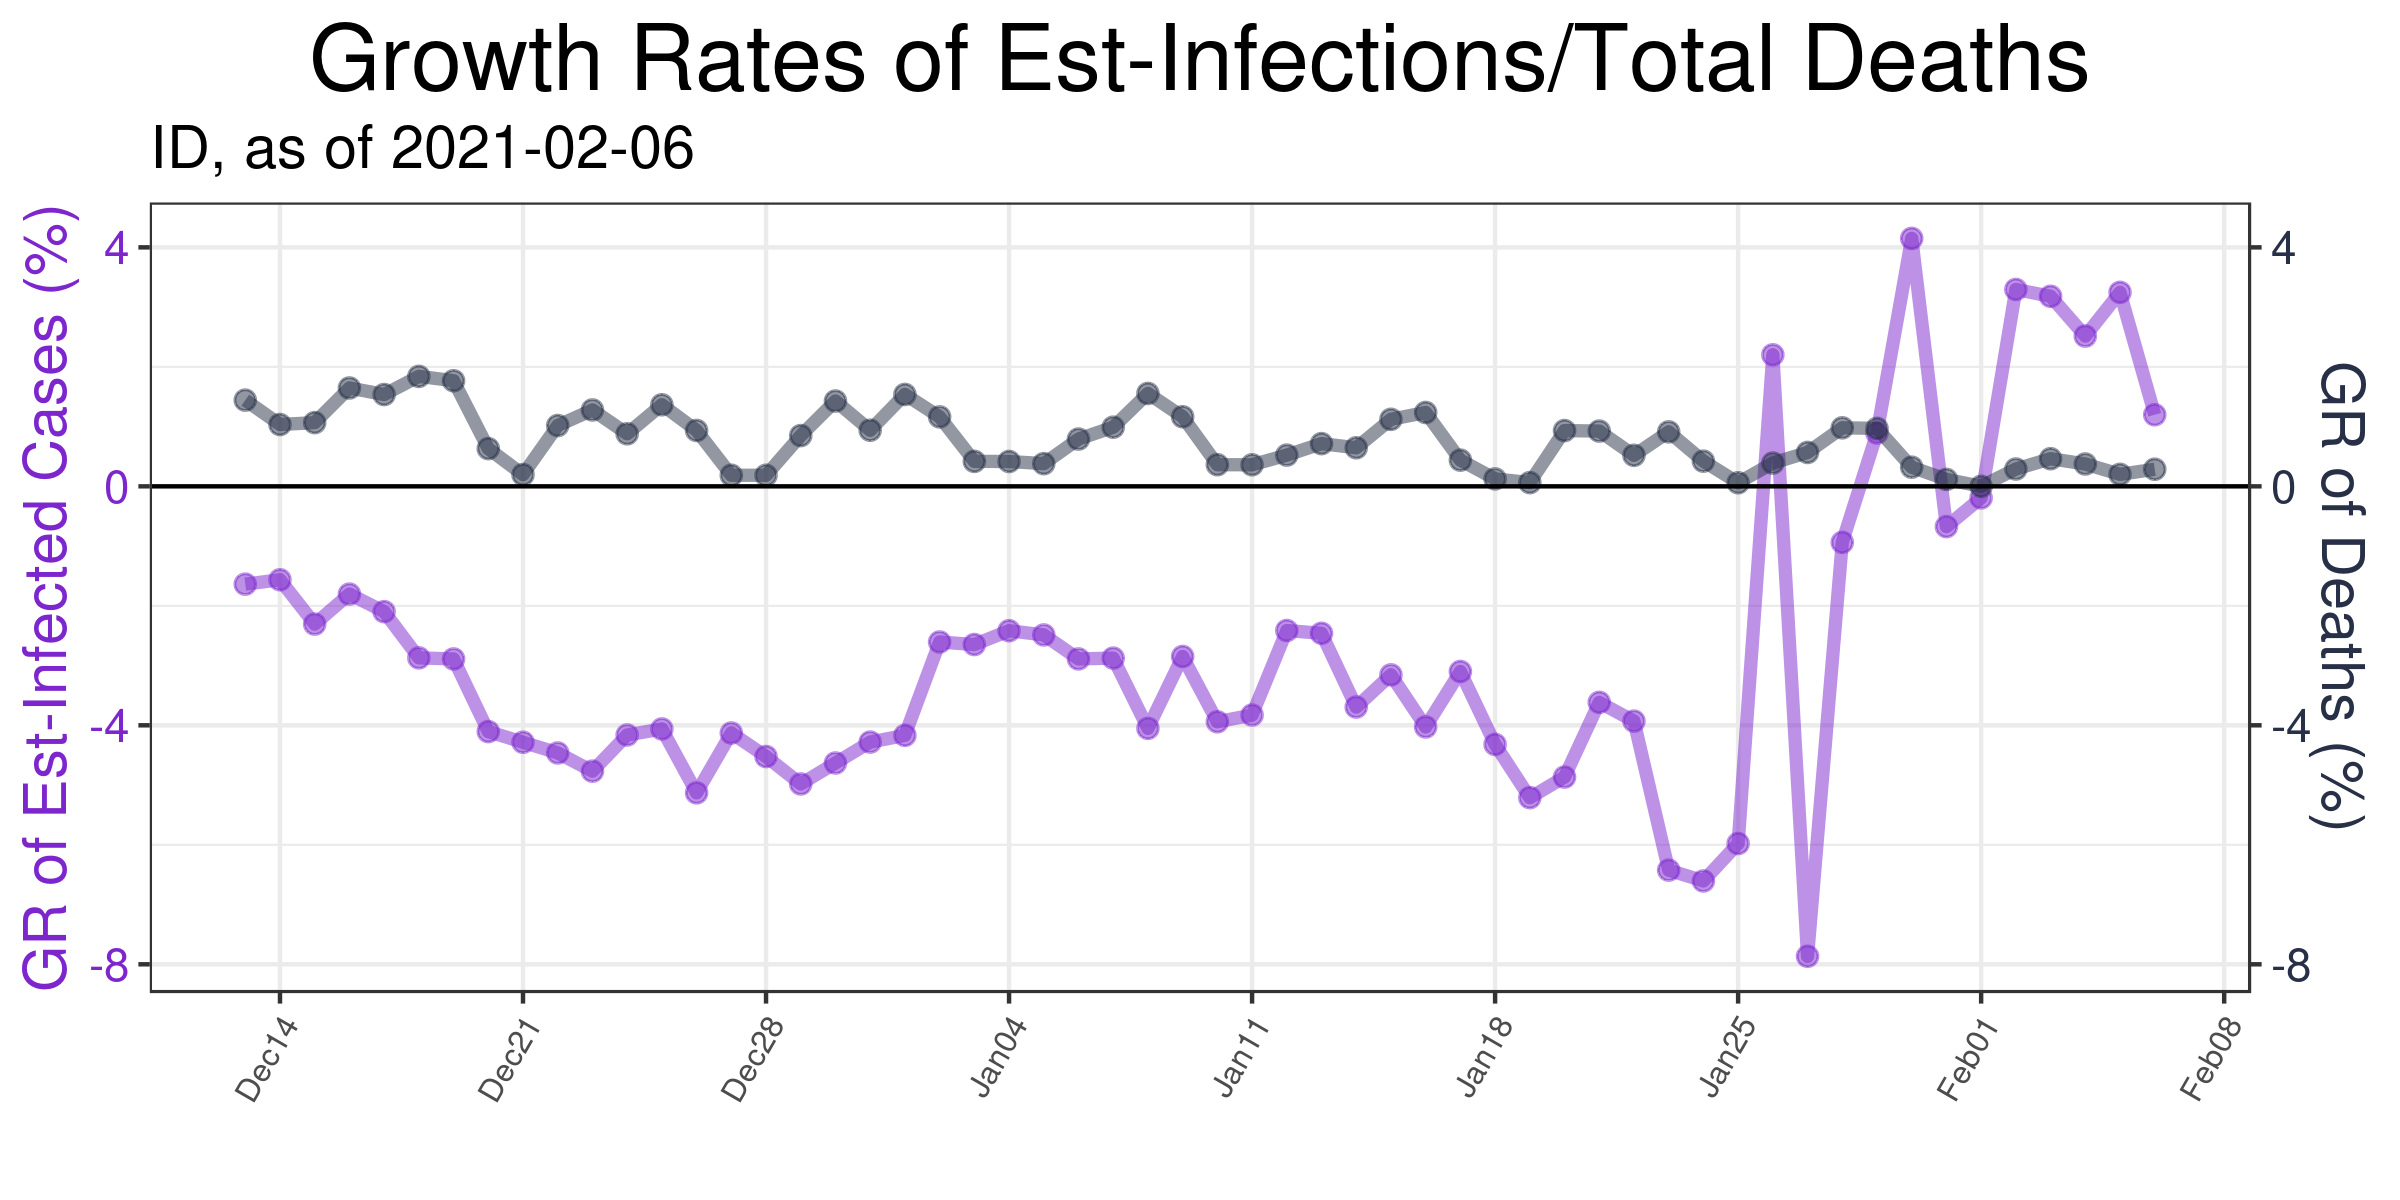 Growth Rates of Est-Infections/Total Deaths
ID, as of 2021-02-06
GR of Est-Infected Cases (%)
4
0
-4
-8
4
0
-4
-8
GR of Deaths (%)
Dec14
Dec21
Dec28
Jan04
Jan11
Jan18
Jan25
Feb01
Feb08